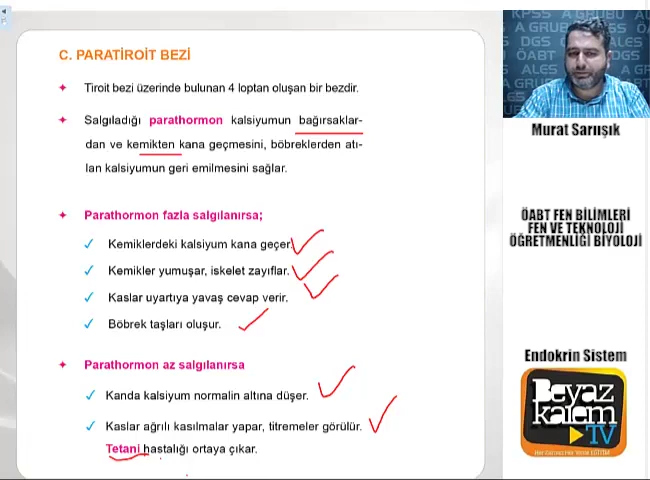 C. PARATİROİT BEZİ
Tiroit bezi üzerinde bulunan 4 loptan oluşan bir bezdir.
Salgıladığı parathormon kalsiyumun bağırsaklar-
dan ve kemikten kana geçmesini, böbreklerden atı-
lan kalsiyumun geri emilmesini sağlar.
Parathormon fazla salgılanırsa;
Kemiklerdeki kalsiyum kana geçer.
Kemikler yumuşar, iskelet zayıflar.
Kaslar uyartıya yavaş cevap verir.
Böbrek taşları oluşur.
Parathormon az salgılanırsa
Kanda kalsiyum normalin altına düşer.
Kaslar ağrılı kasılmalar yapar, titremeler görülür.
Tetani hastalığı ortaya çıkar.
KPSS A GRUBU
A GRUBU
DGS
ÖABT
ALES
KPSS
Murat Sarıışık
ÖABT FEN BİLİMLERİ
FEN VE TEKNOLOJİ
ÖĞRETMENLİĞİ BİYOLOJİ
Endokrin Sistem
Beyaz
kalem
TV